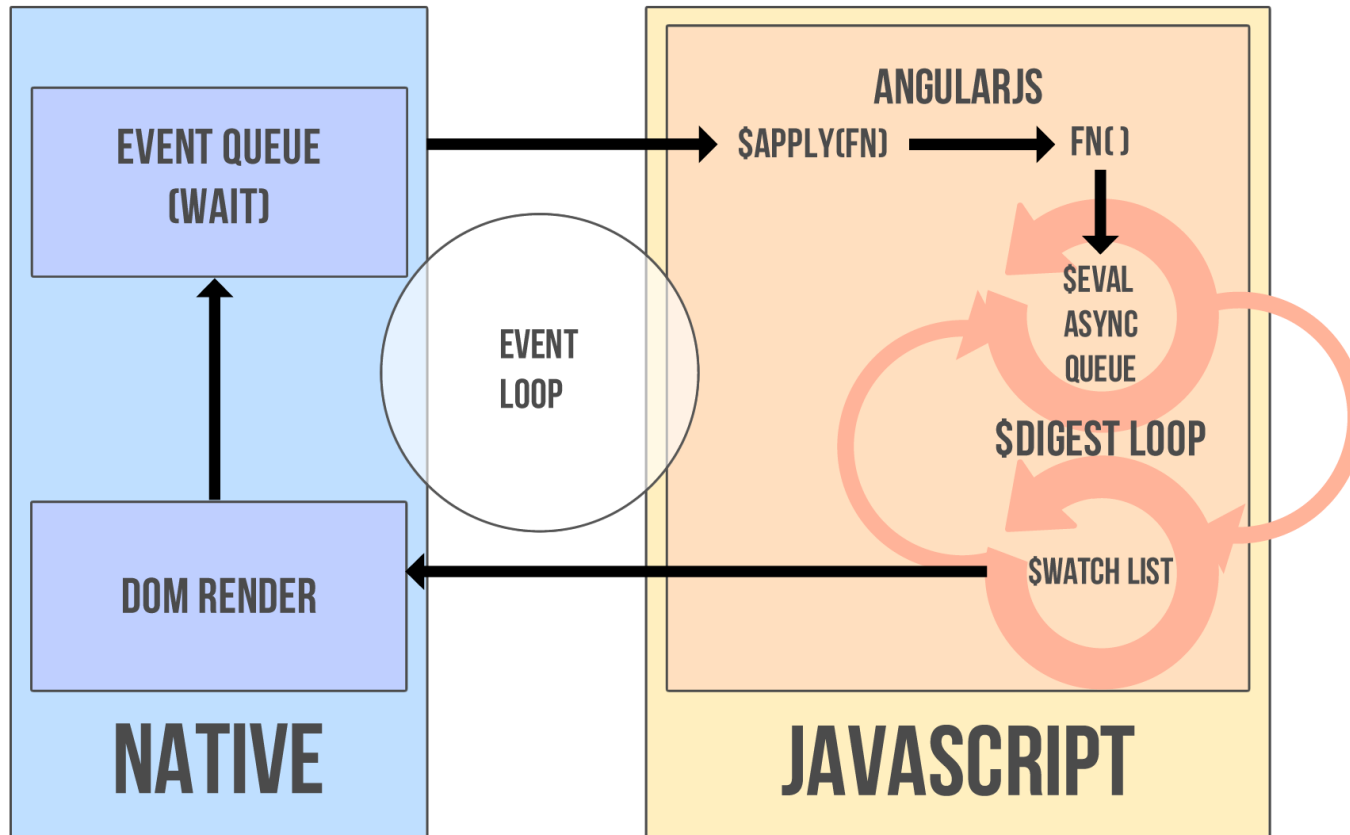 EVENT QUEUE
(WAIT)
DOM RENDER
NATIVE
EVENT
LOOP
ANGULARJS
$APPLY(FN)
FN( )
$EVAL
ASYNC
QUEUE
$DIGEST LOOP
$WATCH LIST
JAVASCRIPT